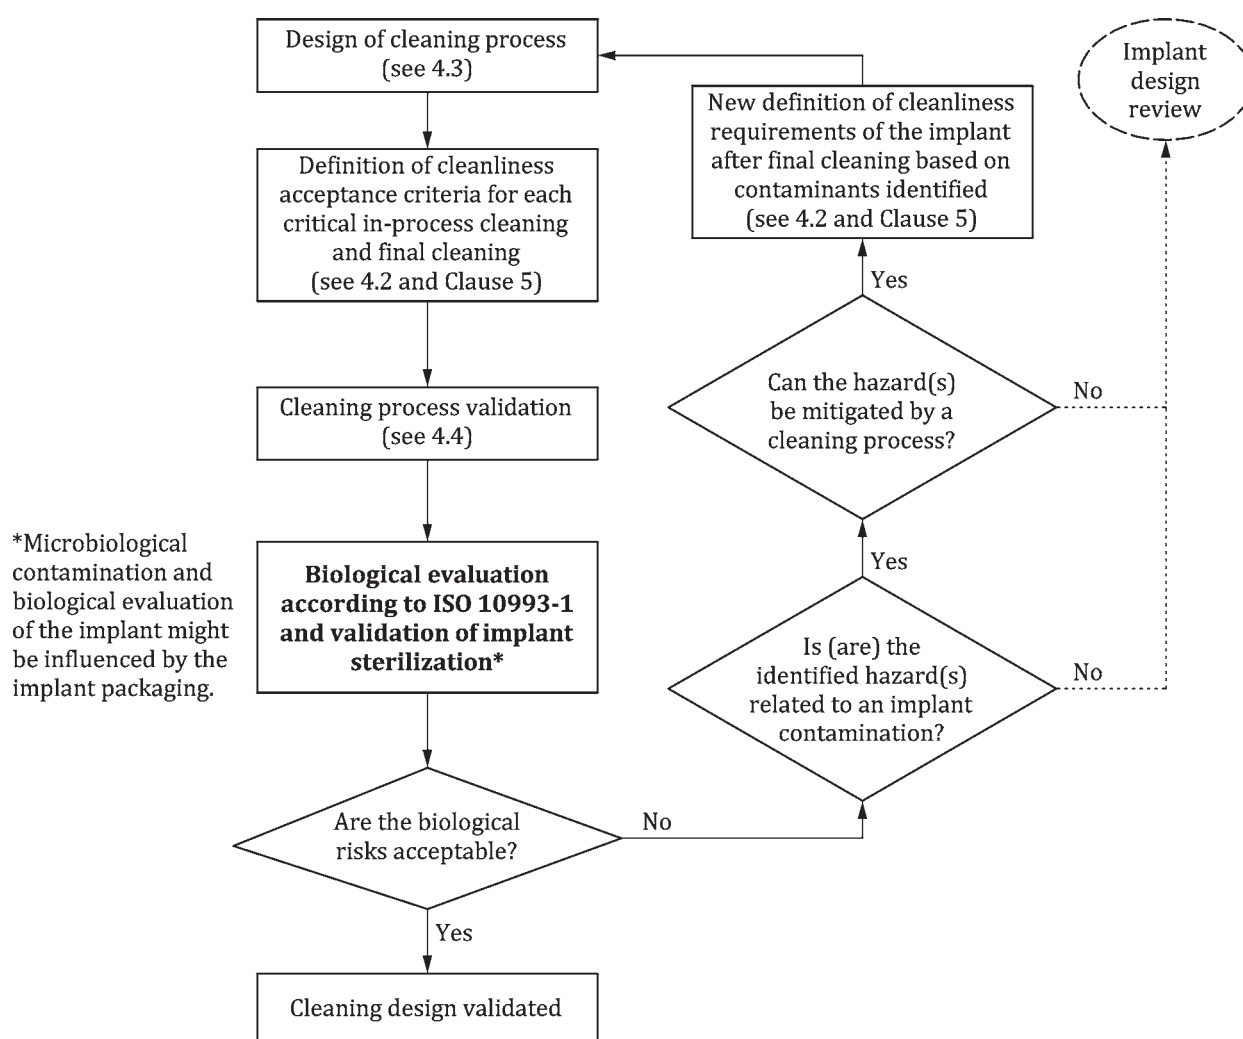 Design of cleaning process
(see 4.3)
Definition of cleanliness
acceptance criteria for each
critical in-process cleaning
and final cleaning
(see 4.2 and Clause 5)
Cleaning process validation
(see 4.4)
*Microbiological
contamination and
biological evaluation
of the implant might
be influenced by the
implant packaging.
Biological evaluation
according to ISO 10993-1
and validation of implant
sterilization*
Are the biological
risks acceptable?
No
Yes
Cleaning design validated
Is (are) the
identified hazard(s)
related to an implant
contamination?
No
Yes
Can the hazard(s)
be mitigated by a
cleaning process?
No
Yes
New definition of cleanliness
requirements of the implant
after final cleaning based on
contaminants identified
(see 4.2 and Clause 5)
Implant
design
review